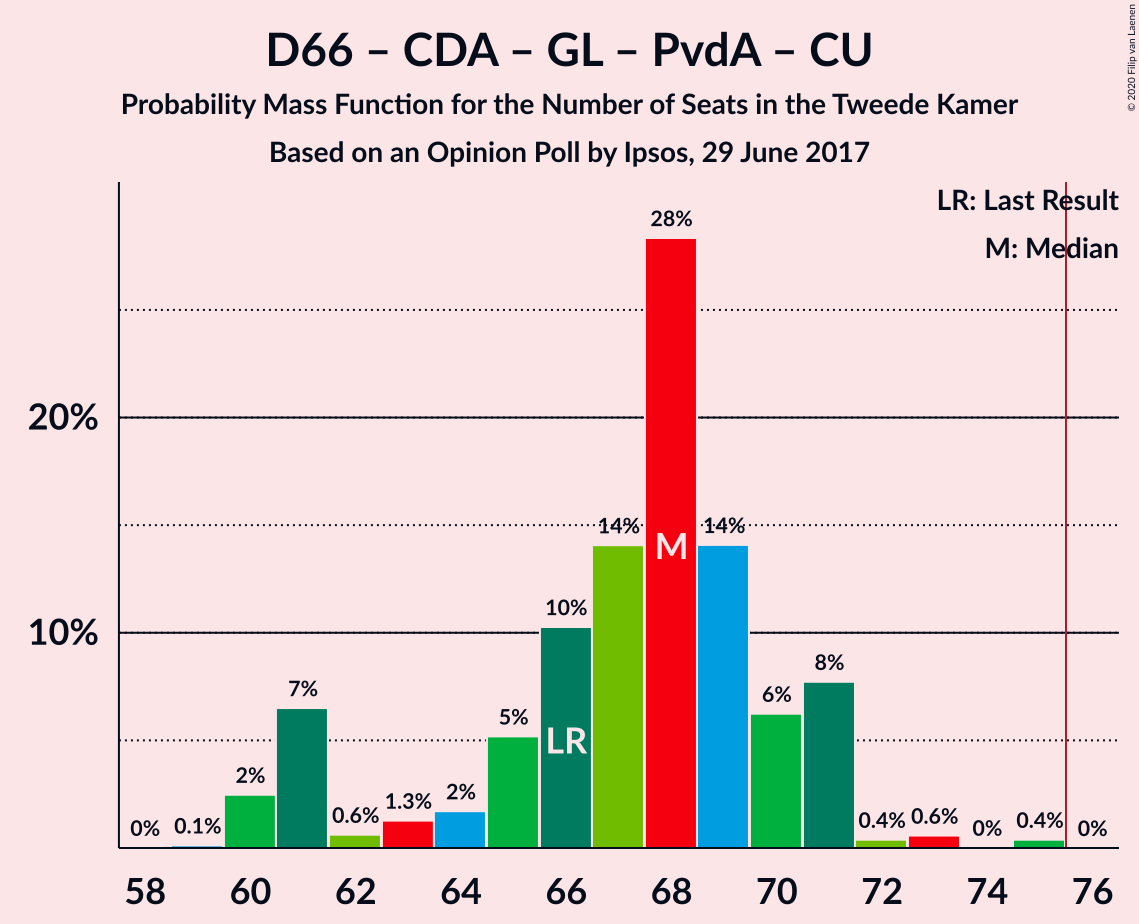 D66 – CDA – GL – PvdA – CU
Probability Mass Function for the Number of Seats in the Tweede Kamer
Based on an Opinion Poll by Ipsos, 29 June 2017
© 2020 Filip van Laenen
LR: Last Result
M: Median
28%
20%
14%
14%
M
10%
10%
8%
7%
6%
5%
LR
2%
2%
1.3%
0.6%
0.4%
0.6%
0.4%
0%
0.1%
0%
0%
58 60 62 64 66 68 70 72 74 76